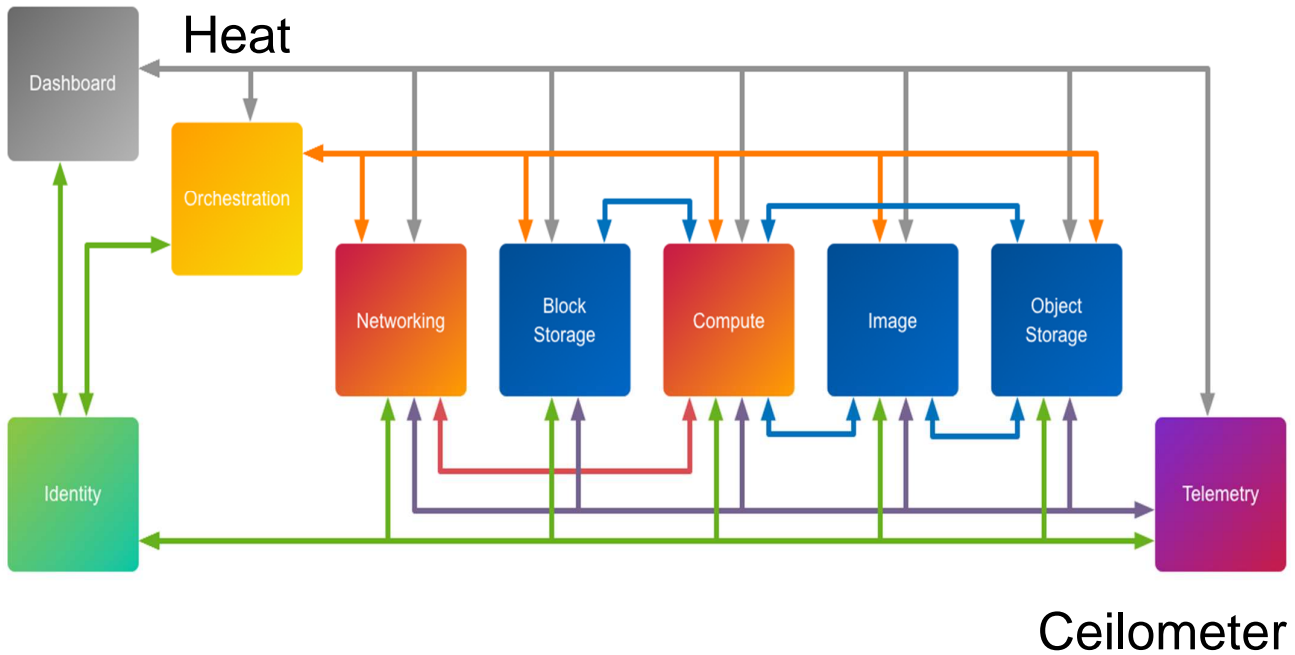 Heat
Dashboard
Orchestration
Networking
Block
Storage
Compute
Image
Object
Storage
Identity
Telemetry
Ceilometer